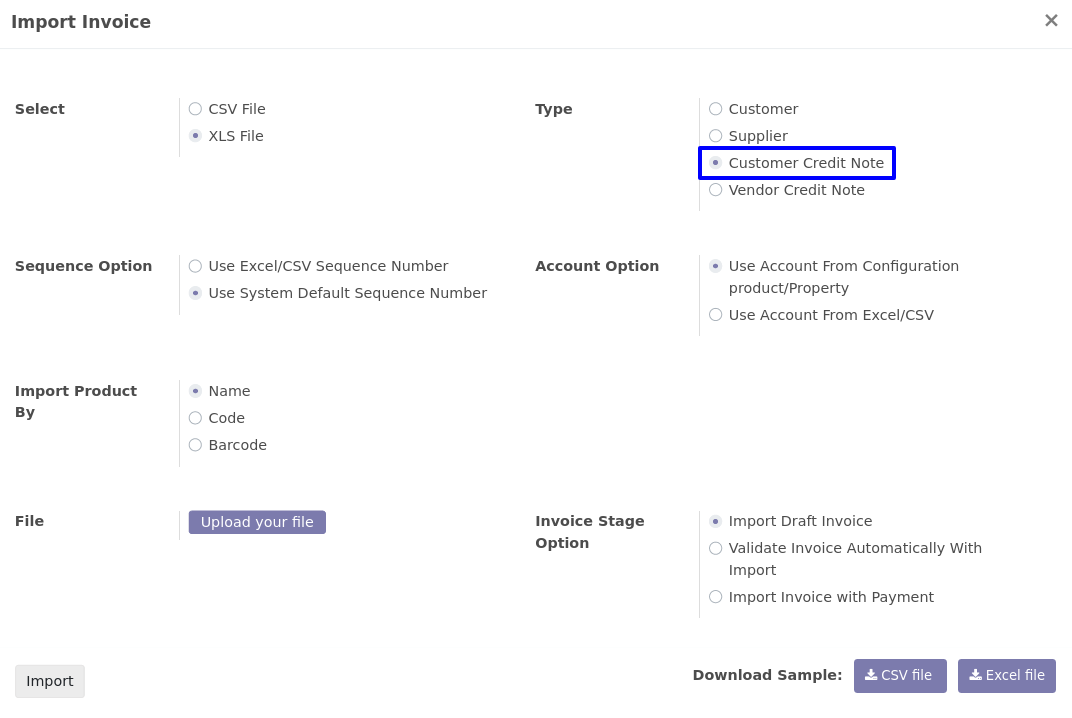 Import Invoice
Select
CSV File
XLS File
Type
Customer
Supplier
Customer Credit Note
Vendor Credit Note
Sequence Option
Use Excel/CSV Sequence Number
Use System Default Sequence Number
Account Option
Use Account From Configuration
product/Property
Use Account From Excel/CSV
Import Product
By
Name
Code
Barcode
File
Upload your file
Invoice Stage
Option
Import Draft Invoice
Validate Invoice Automatically With
Import
Import Invoice with Payment
Import
Download Sample:
CSV file
Excel file